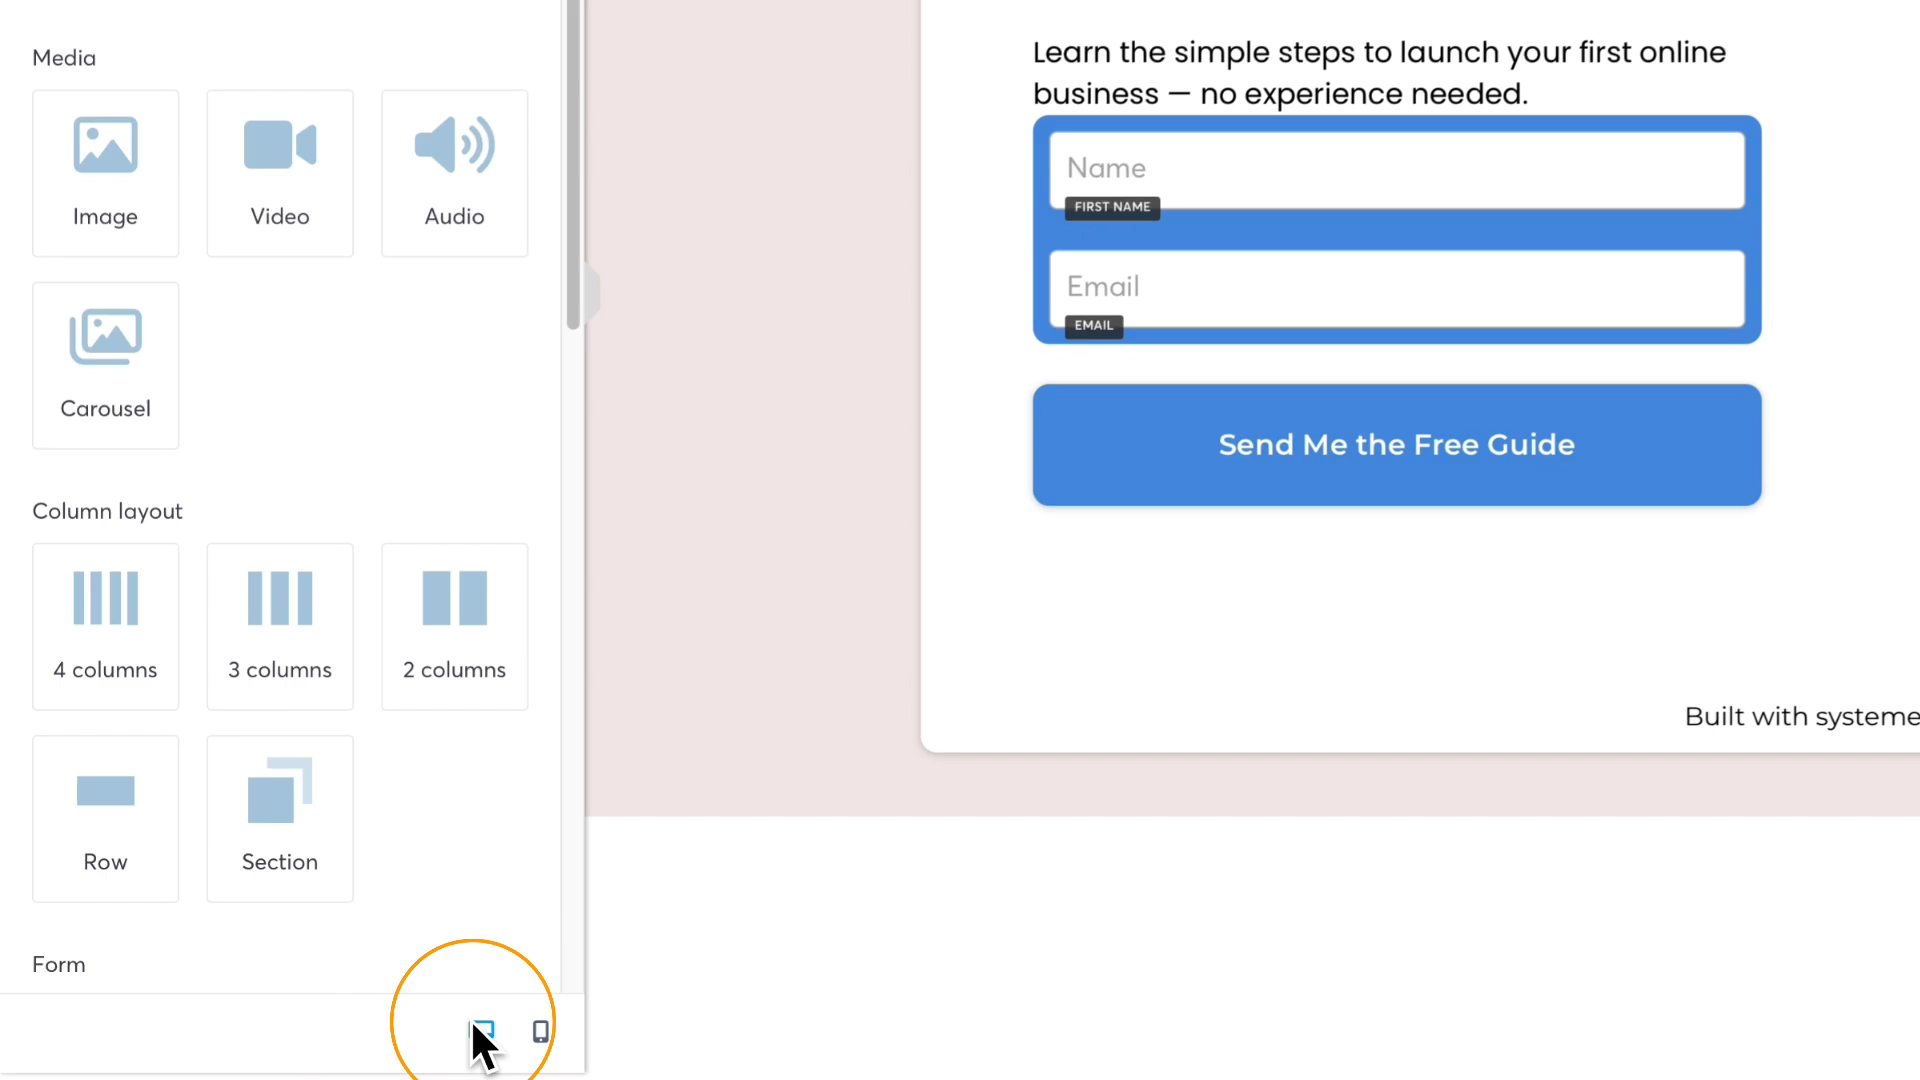 Media
Image
Video
Audio
Carousel
Column layout
4 columns
3 columns
2 columns
Row
Section
Form
Learn the simple steps to launch your first online
business — no experience needed.
Name
FIRST NAME
Email
EMAIL
Send Me the Free Guide
Built with systeme